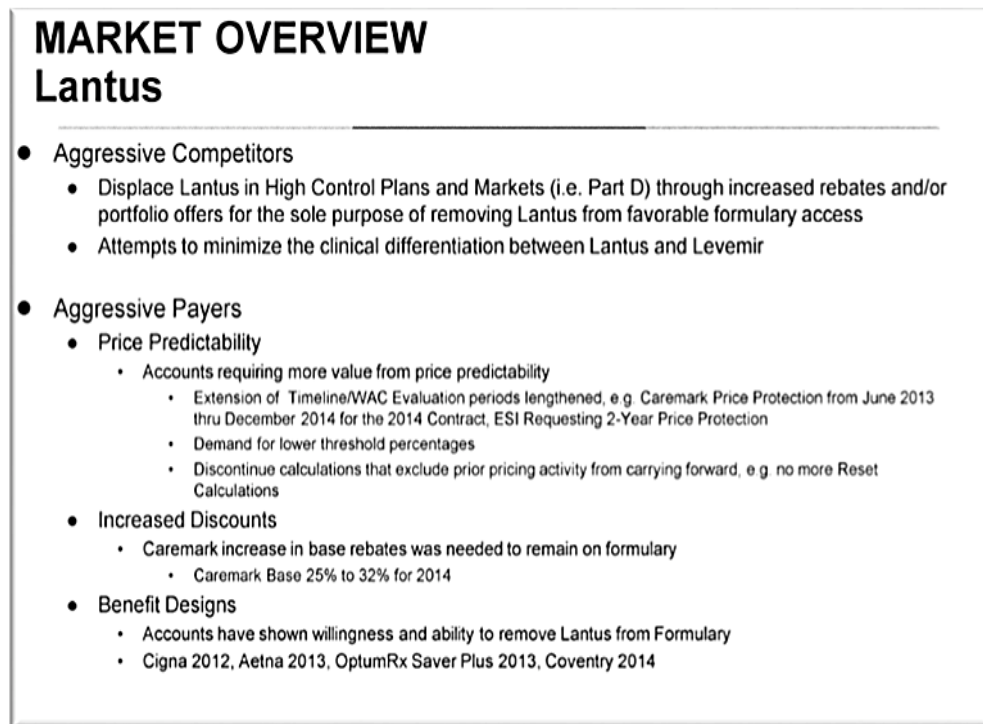 MARKET OVERVIEW
Lantus
● Aggressive Competitors
• Displace Lantus in High Control Plans and Markets (i.e. Part D) through increased rebates and/or
portfolio offers for the sole purpose of removing Lantus from favorable formulary access
• Attempts to minimize the clinical differentiation between Lantus and Levemir
● Aggressive Payers
• Price Predictability
• Accounts requiring more value from price predictability
• Extension of Timeline/WAC Evaluation periods lengthened, e.g. Caremark Price Protection from June 2013
thru December 2014 for the 2014 Contract, ESI Requesting 2-Year Price Protection
• Demand for lower threshold percentages
• Discontinue calculations that exclude prior pricing activity from carrying forward, e.g. no more Reset
Calculations
• Increased Discounts
• Caremark increase in base rebates was needed to remain on formulary
• Caremark Base 25% to 32% for 2014
• Benefit Designs
• Accounts have shown willingness and ability to remove Lantus from Formulary
• Cigna 2012, Aetna 2013, OptumRx Saver Plus 2013, Coventry 2014